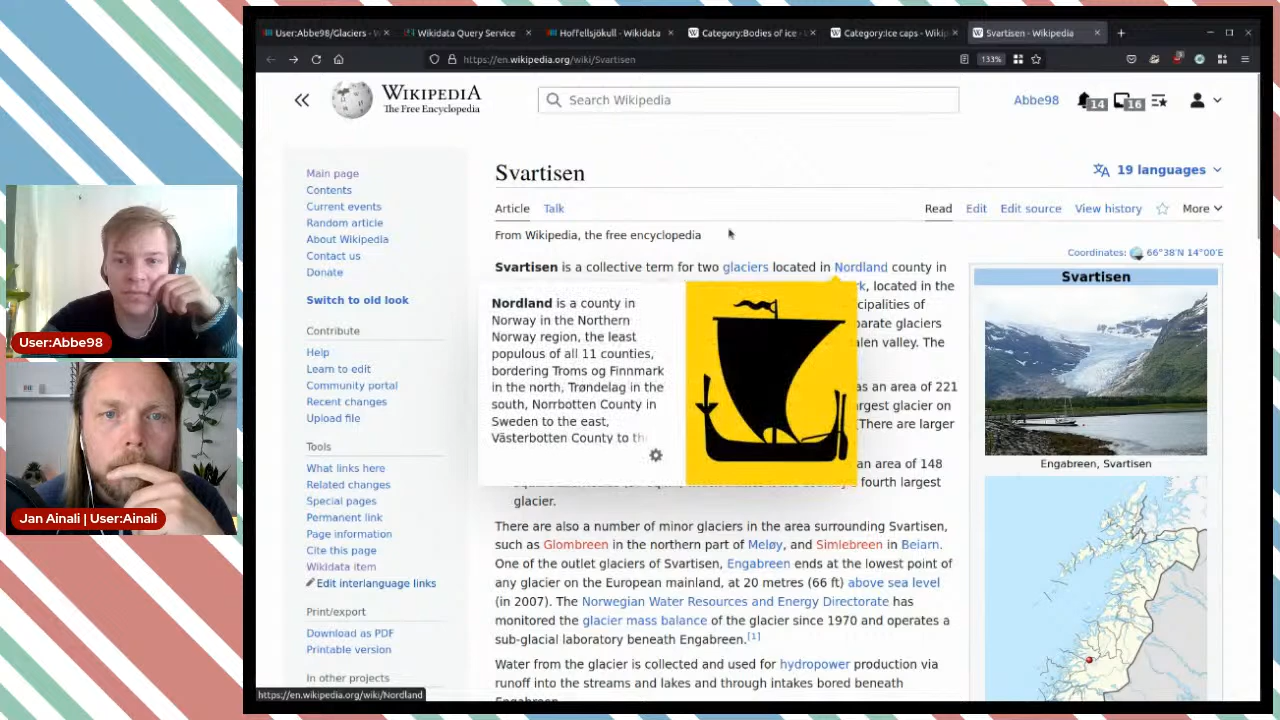 User:Abbe98/Glaciers - W
Wikidata Query Service
Hoffellsjökull - Wikidata
Category:Bodies of ice -
Category:Ice caps - Wikip
Svartisen - Wikipedia
https://en.wikipedia.org/wiki/Svartisen
133%
WIKIPEDIA
The Free Encyclopedia
Search Wikipedia
Abbe98
14
16
Main page
Contents
Current events
Random article
About Wikipedia
Contact us
Donate
Switch to old look
Contribute
Help
Learn to edit
Community portal
Recent changes
Upload file
Tools
What links here
Related changes
Special pages
Permanent link
Page information
Cite this page
Wikidata item
Edit interlanguage links
Print/export
Download as PDF
Printable version
In other projects
Svartisen
19 languages
Article
Talk
Read
Edit
Edit source
View history
More
From Wikipedia, the free encyclopedia
Coordinates: 66°38′N 14°00′E
Svartisen is a collective term for two glaciers located in Nordland county in
k, located in the
cipalities of
parate glaciers
alen valley. The
Nordland is a county in
Norway in the Northern
Norway region, the least
populous of all 11 counties,
bordering Troms og Finnmark
in the north, Trøndelag in the
south, Norrbotten County in
Sweden to the east,
Västerbotten County to th
as an area of 221
argest glacier on
There are larger
an area of 148
fourth largest
glacier.
There are also a number of minor glaciers in the area surrounding Svartisen,
such as Glombreen in the northern part of Meløy, and Simlebreen in Beiarn.
One of the outlet glaciers of Svartisen, Engabreen ends at the lowest point of
any glacier on the European mainland, at 20 metres (66 ft) above sea level
(in 2007). The Norwegian Water Resources and Energy Directorate has
monitored the glacier mass balance of the glacier since 1970 and operates a
sub-glacial laboratory beneath Engabreen.[1]
Water from the glacier is collected and used for hydropower production via
runoff into the streams and lakes and through intakes bored beneath
Svartisen
Engabreen, Svartisen
https://en.wikipedia.org/wiki/Nordland
User:Abbe98
Jan Ainali | User:Ainali